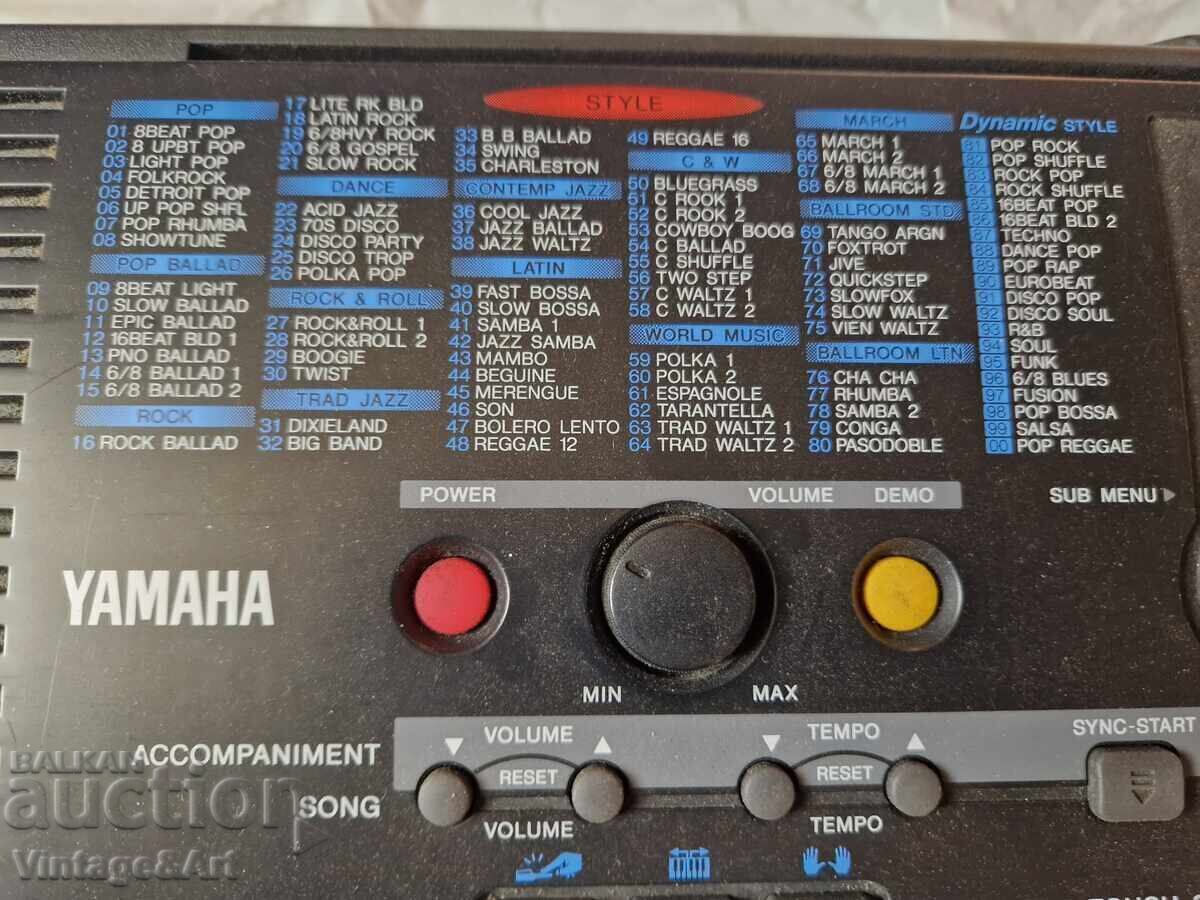 STYLE
POP
01 8BEAT POP
02 8 UPBT POP
03 LIGHT POP
04 FOLKROCK
05 DETROIT POP
06 UP POP SHFL
07 POP RHUMBA
08 SHOWTUNE
POP BALLAD
09 8BEAT LIGHT
10 SLOW BALLAD
11 EPIC BALLAD
12 16BEAT BLD 1
13 PNO BALLAD
14 6/8 BALLAD 1
15 6/8 BALLAD 2
ROCK
16 ROCK BALLAD
17 LITE RK BLD
18 LATIN ROCK
19 6/8HVY ROCK
20 6/8 GOSPEL
21 SLOW ROCK
DANCE
22 ACID JAZZ
23 70S DISCO
24 DISCO PARTY
25 DISCO TROP
26 POLKA POP
ROCK & ROLL
27 ROCK&ROLL 1
28 ROCK&ROLL 2
29 BOOGIE
30 TWIST
TRAD JAZZ
31 DIXIELAND
32 BIG BAND
33 B B BALLAD
34 SWING
35 CHARLESTON
CONTEMP JAZZ
36 COOL JAZZ
37 JAZZ BALLAD
38 JAZZ WALTZ
LATIN
39 FAST BOSSA
40 SLOW BOSSA
41 SAMBA 1
42 JAZZ SAMBA
43 MAMBO
44 BEGUINE
45 MERENGUE
46 SON
47 BOLERO LENTO
48 REGGAE 12
49 REGGAE 16
C & W
50 BLUEGRASS
51 C ROOK 1
52 C ROOK 2
53 COWBOY BOOG
54 C BALLAD
55 C SHUFFLE
56 TWO STEP
57 C WALTZ 1
58 C WALTZ 2
WORLD MUSIC
59 POLKA 1
60 POLKA 2
61 ESPAGNOLE
62 TARANTELLA
63 TRAD WALTZ 1
64 TRAD WALTZ 2
MARCH
65 MARCH 1
66 MARCH 2
67 6/8 MARCH 1
68 6/8 MARCH 2
BALLROOM STD
69 TANGO ARGN
70 FOXTROT
71 JIVE
72 QUICKSTEP
73 SLOWFOX
74 SLOW WALTZ
75 VIEN WALTZ
BALLROOM LTN
76 CHA CHA
77 RHUMBA
78 SAMBA 2
79 CONGA
80 PASODOBLE
Dynamic STYLE
81 POP ROCK
82 POP SHUFFLE
83 ROCK POP
84 ROCK SHUFFLE
85 16BEAT POP
86 16BEAT BLD 2
87 TECHNO
88 DANCE POP
89 POP RAP
90 EUROBEAT
91 DISCO POP
92 DISCO SOUL
93 R&B
94 SOUL
95 FUNK
96 6/8 BLUES
97 FUSION
98 POP BOSSA
99 SALSA
00 POP REGGAE
POWER VOLUME DEMO SUB MENU
YAMAHA
MIN MAX
ACCOMPANIMENT VOLUME TEMPO SYNC-START
RESET RESET
SONG VOLUME TEMPO
BALKAN
auction
Vintage&Art